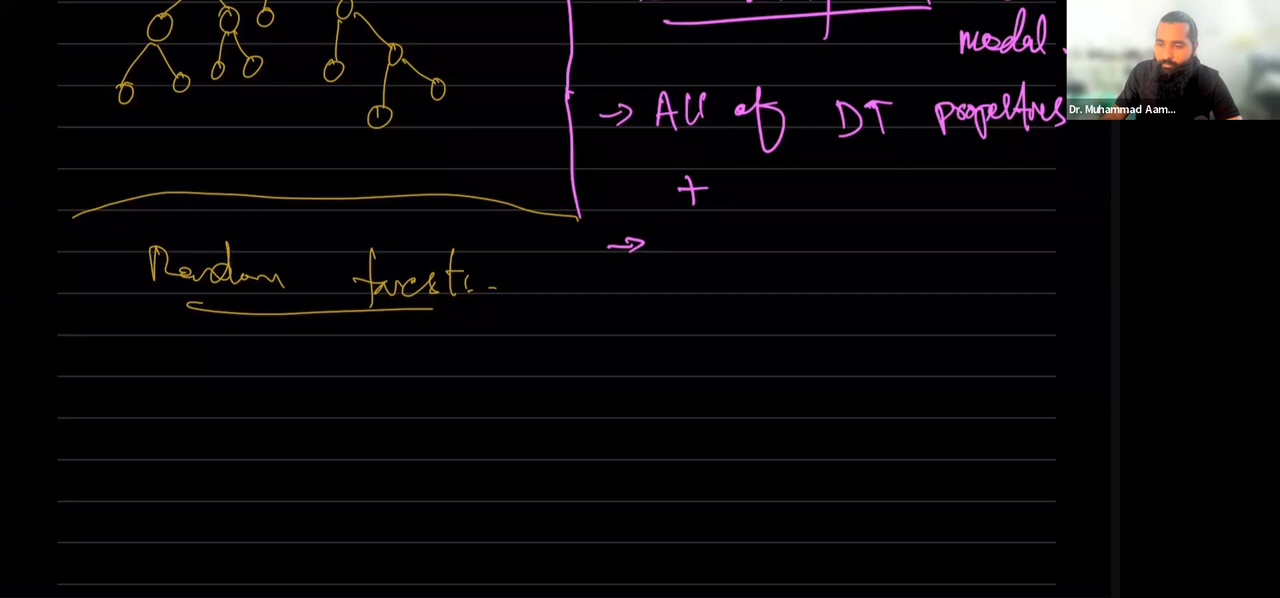 modal.
Dr. Muhammad Aam...
→ All of DT properties
+
→
Random forest..